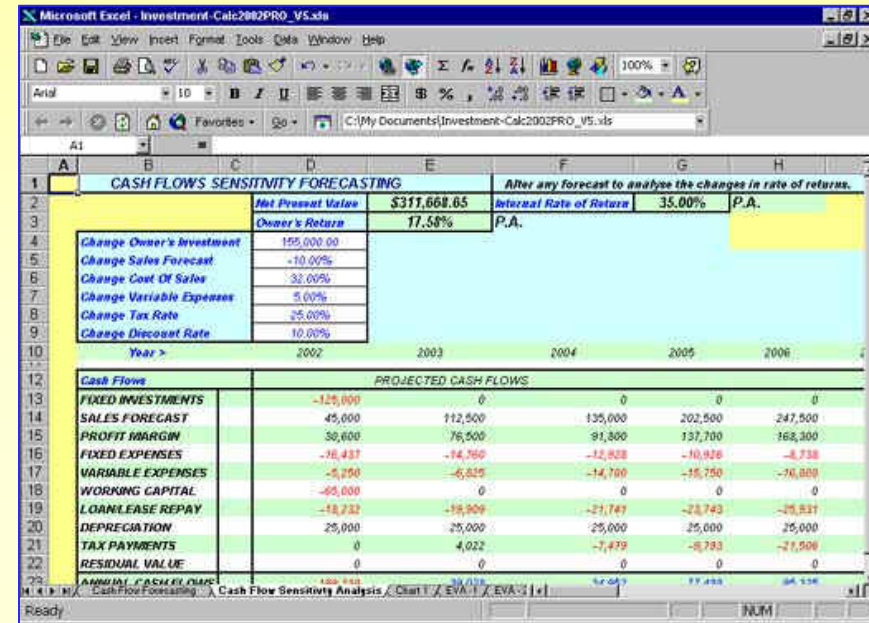 Microsoft Excel - Investment-Calc2002PRO_V5.xls
File Edit View Insert Format Tools Data Window Help
100%
Arial 10 B I U $ % ,
Favorites Go C:\My Documents\Investment-Calc2002PRO_V5.xls
A1 =
A B C D E F G H
1 CASH FLOWS SENSITIVITY FORECASTING Alter any forecast to analyse the changes in rate of returns.
2 Net Present Value $311,668.65 Internal Rate of Return 35.00% P.A.
3 Owner's Return 17.58% P.A.
4 Change Owner's Investment 155,000.00
5 Change Sales Forecast -10.00%
6 Change Cost Of Sales 32.00%
7 Change Variable Expenses 5.00%
8 Change Tax Rate 25.00%
9 Change Discount Rate 10.00%
10 Year > 2002 2003 2004 2005 2006
12 Cash Flows PROJECTED CASH FLOWS
13 FIXED INVESTMENTS -125,000 0 0 0 0
14 SALES FORECAST 45,000 112,500 135,000 202,500 247,500
15 PROFIT MARGIN 30,600 76,500 91,800 137,700 168,300
16 FIXED EXPENSES -16,437 -14,760 -12,928 -10,926 -8,738
17 VARIABLE EXPENSES -5,250 -6,825 -14,700 -15,750 -16,800
18 WORKING CAPITAL -65,000 0 0 0 0
19 LOAN/LEASE REPAY -18,232 -19,909 -21,741 -23,743 -25,931
20 DEPRECIATION 25,000 25,000 25,000 25,000 25,000
21 TAX PAYMENTS 0 4,022 -7,479 -9,793 -21,506
22 RESIDUAL VALUE 0 0 0 0 0
23 ANNUAL CASH FLOWS
Cash Flow Forecasting Cash Flow Sensitivty Analysis Chart 1 EVA-1 EVA-2
Ready NUM